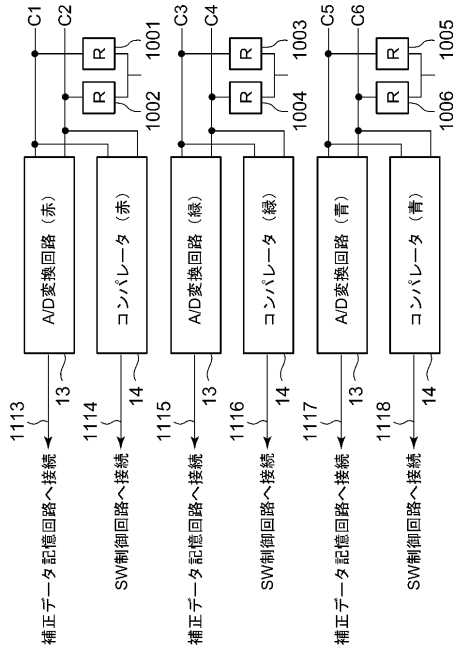 C1
C2
R
1001
R
1002
A/D変換回路（赤）
13
1113
補正データ記憶回路へ接続
コンパレータ（赤）
14
1114
SW制御回路へ接続
C3
C4
R
1003
R
1004
A/D変換回路（緑）
13
1115
補正データ記憶回路へ接続
コンパレータ（緑）
14
1116
SW制御回路へ接続
C5
C6
R
1005
R
1006
A/D変換回路（青）
13
1117
補正データ記憶回路へ接続
コンパレータ（青）
14
1118
SW制御回路へ接続